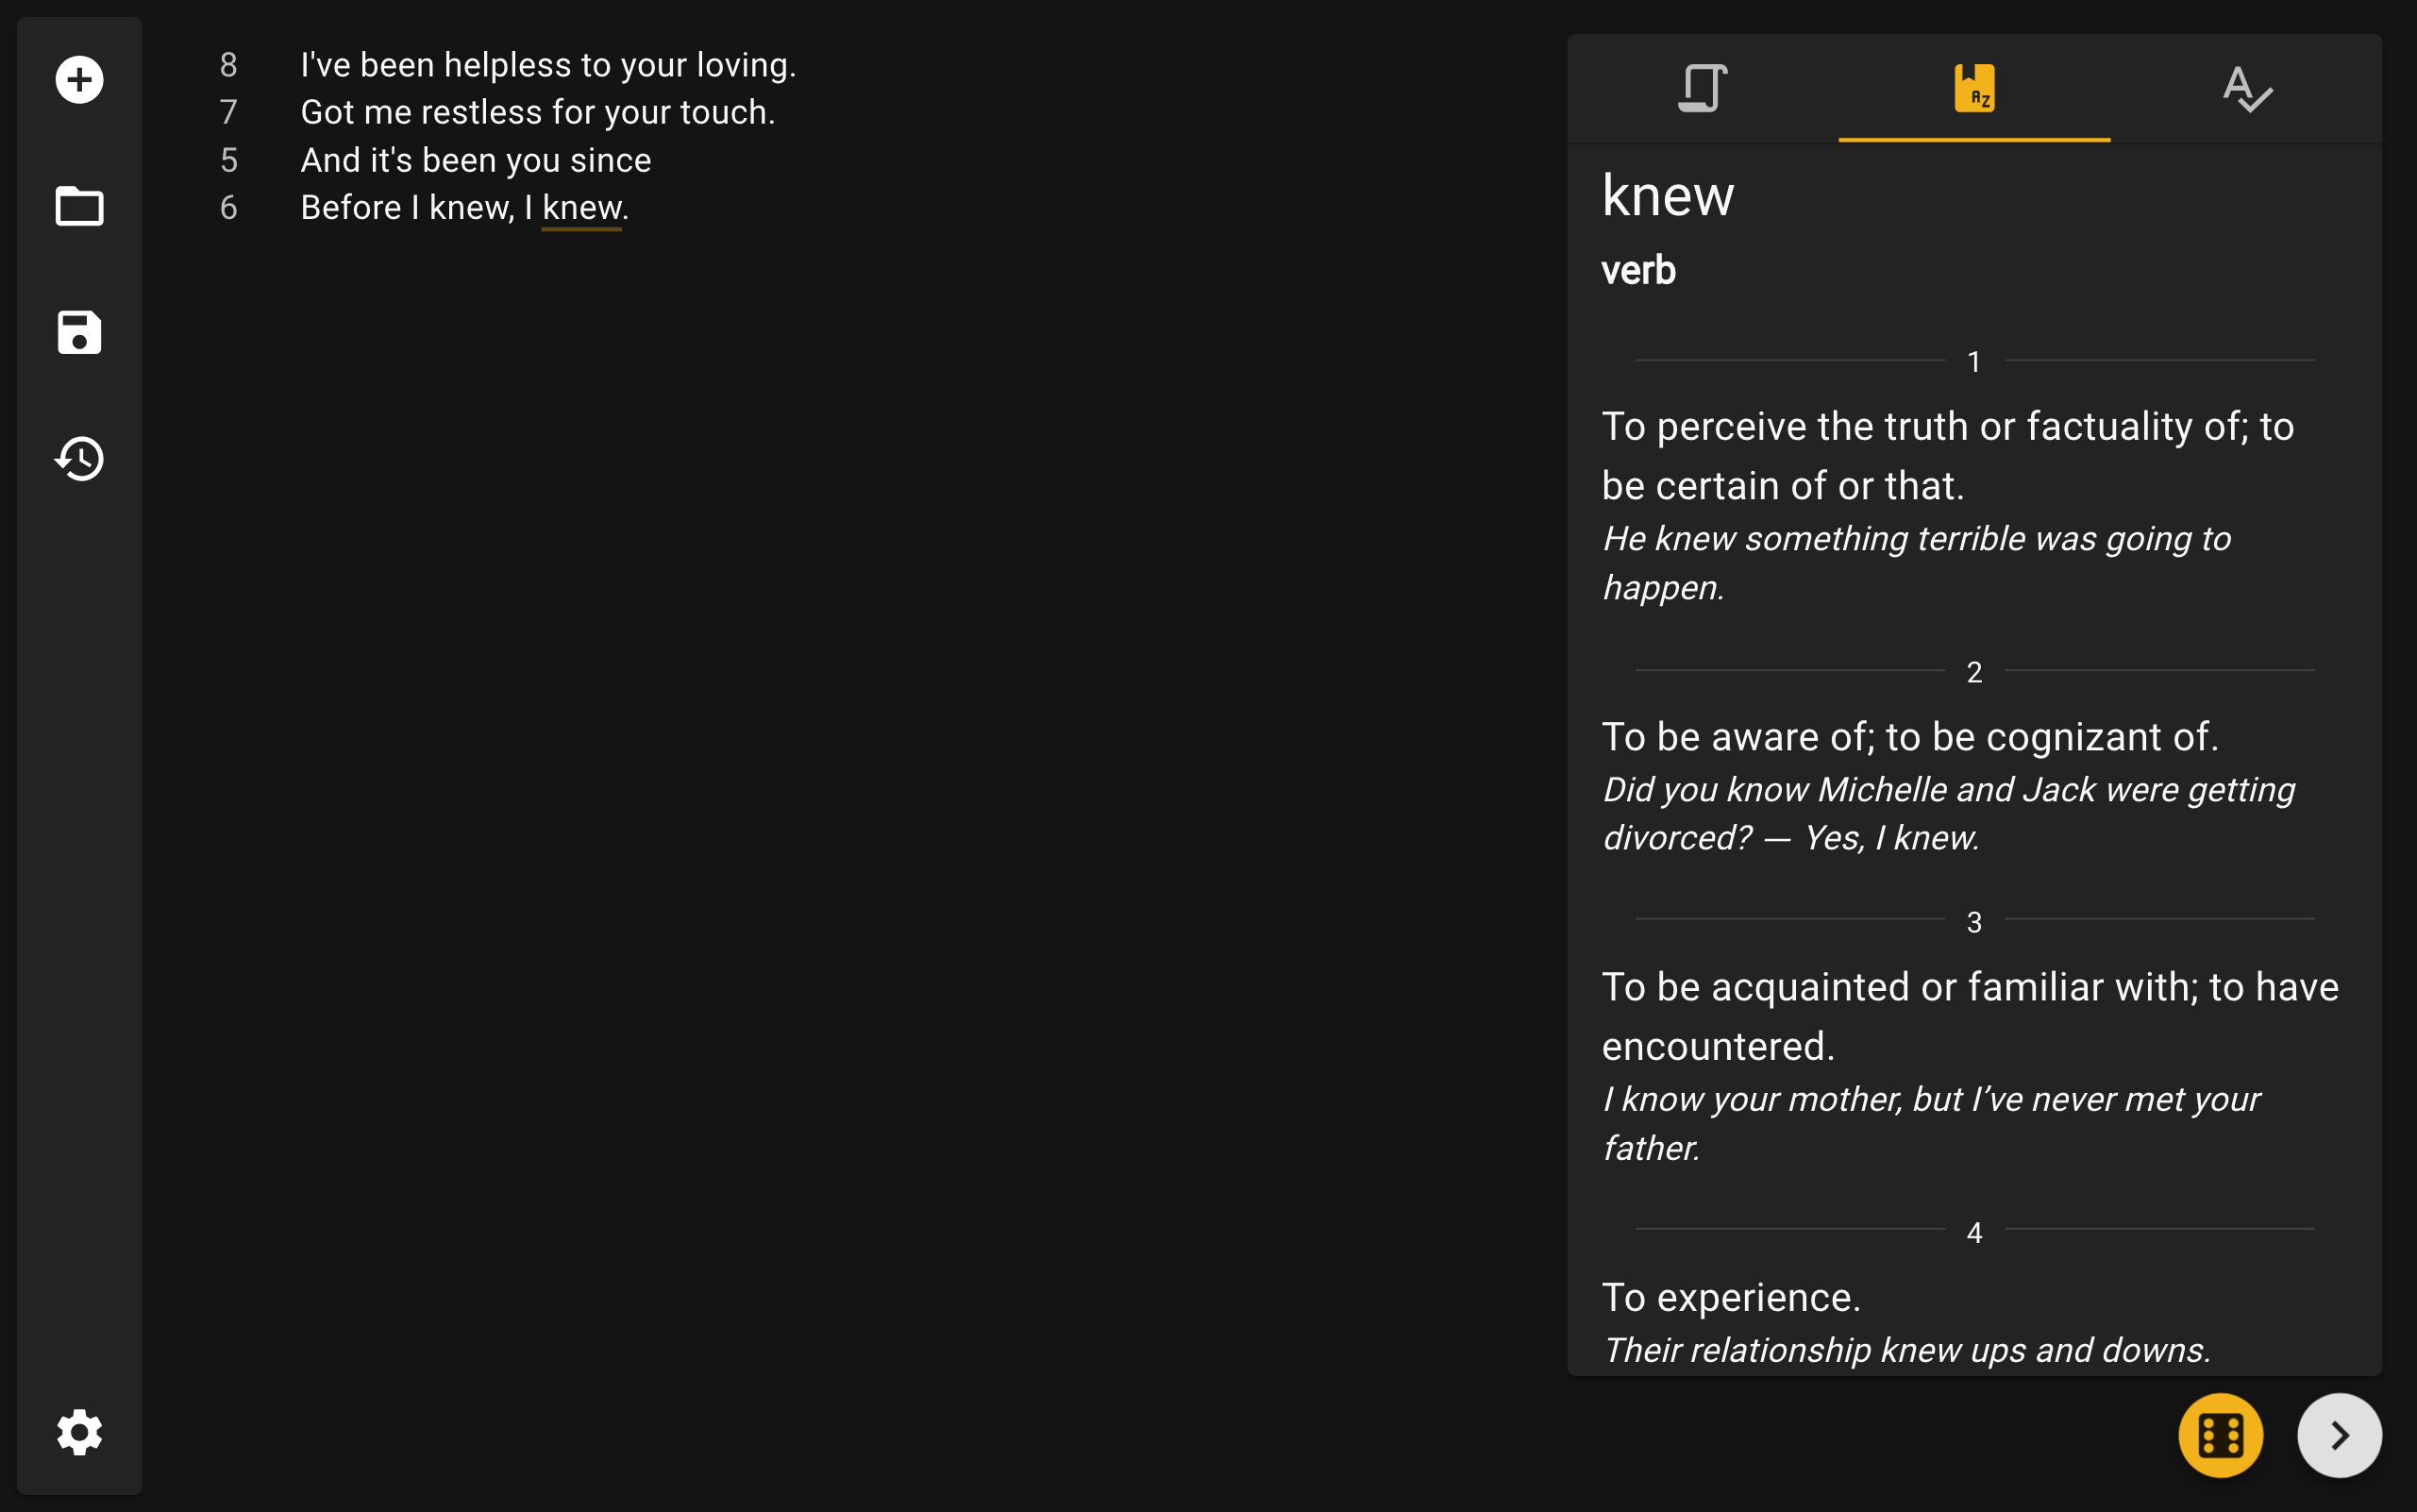 8 I've been helpless to your loving.
7 Got me restless for your touch.
5 And it's been you since
6 Before I knew, I knew.
AZ
knew
verb
1
To perceive the truth or factuality of; to
be certain of or that.
He knew something terrible was going to
happen.
2
To be aware of; to be cognizant of.
Did you know Michelle and Jack were getting
divorced? — Yes, I knew.
3
To be acquainted or familiar with; to have
encountered.
I know your mother, but I’ve never met your
father.
4
To experience.
Their relationship knew ups and downs.